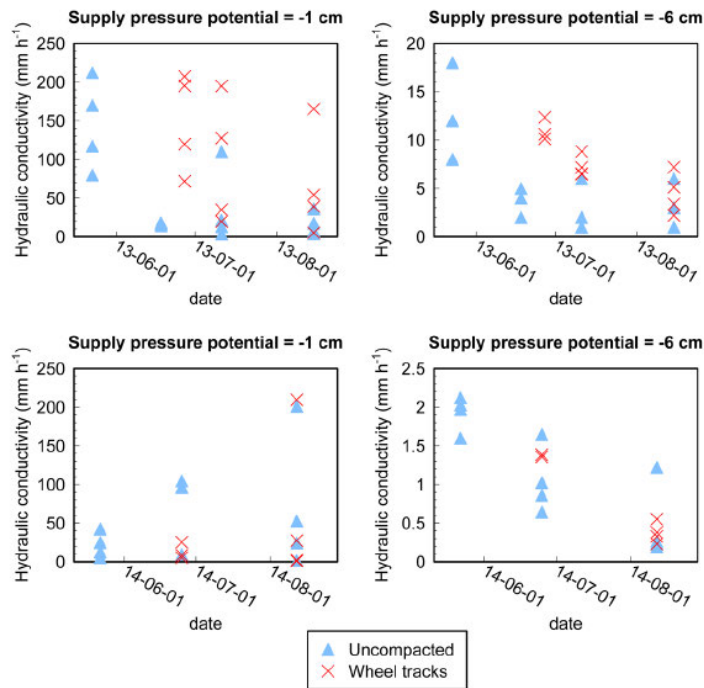 Supply pressure potential = -1 cm
Hydraulic conductivity (mm h⁻¹)
250
200
150
100
50
0
13-06-01
13-07-01
13-08-01
date
Supply pressure potential = -6 cm
Hydraulic conductivity (mm h⁻¹)
20
15
10
5
0
13-06-01
13-07-01
13-08-01
date
Supply pressure potential = -1 cm
Hydraulic conductivity (mm h⁻¹)
250
200
150
100
50
0
14-06-01
14-07-01
14-08-01
date
Supply pressure potential = -6 cm
Hydraulic conductivity (mm h⁻¹)
2.5
2
1.5
1
0.5
0
14-06-01
14-07-01
14-08-01
date
Uncompacted
Wheel tracks